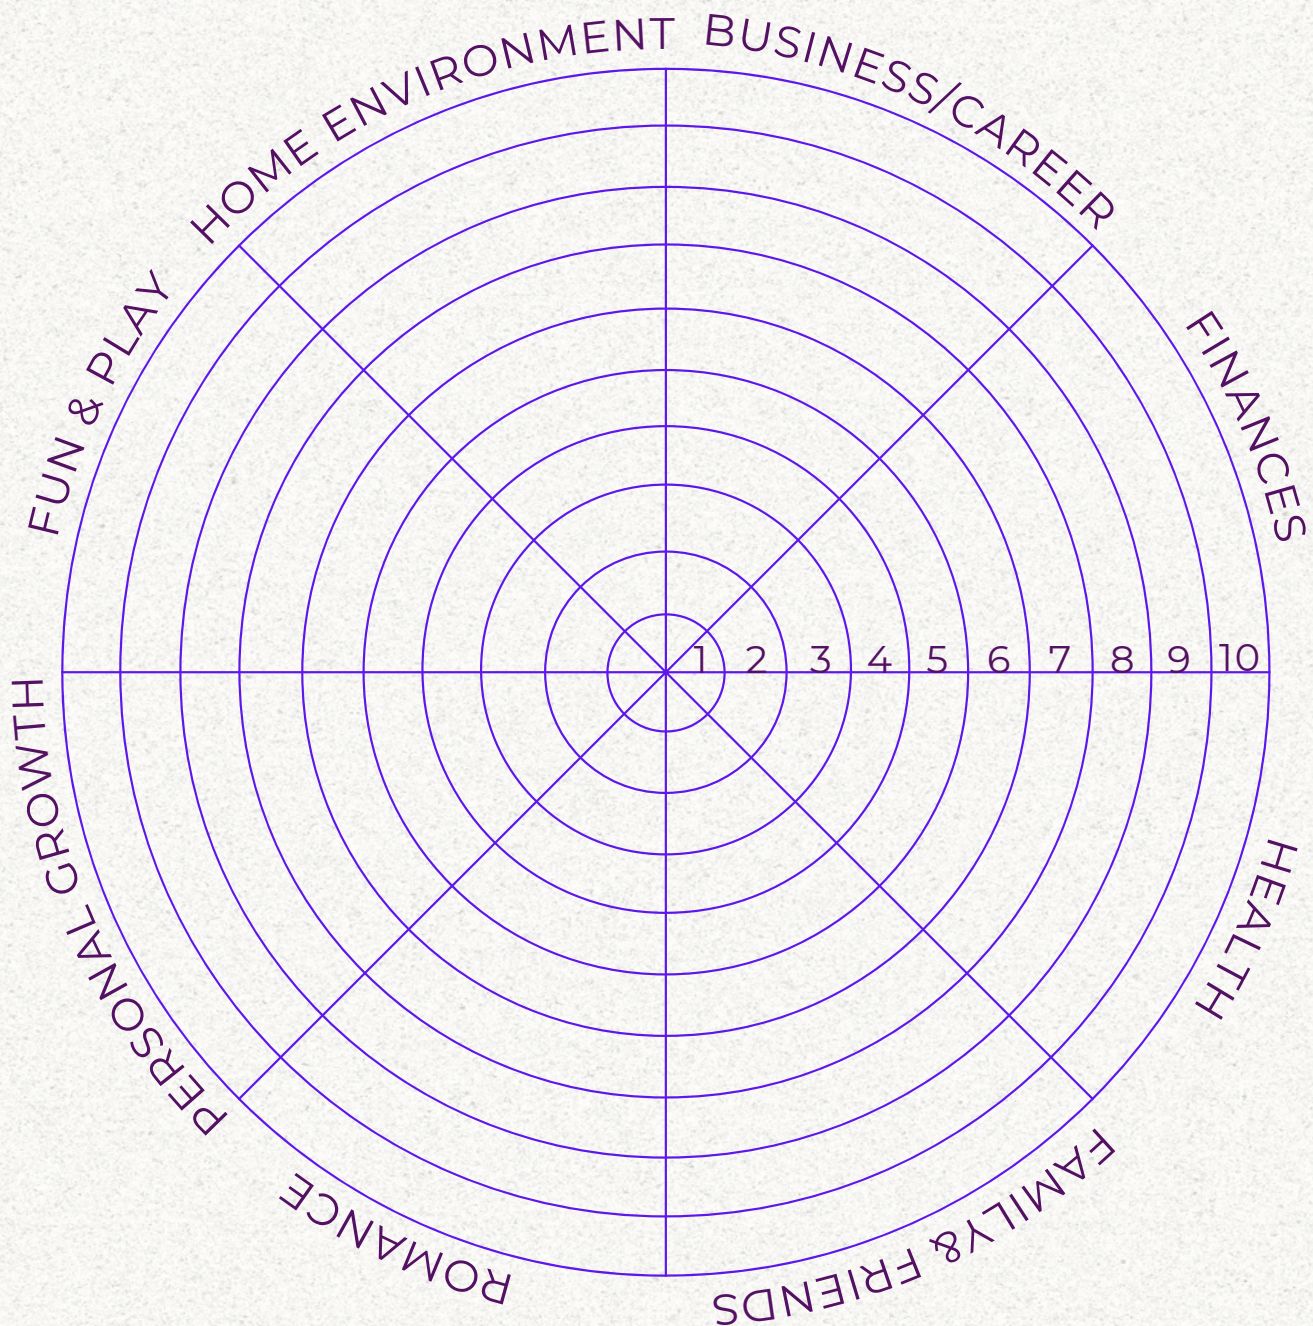 HOME ENVIRONMENT
BUSINESS/CAREER
FINANCES
HEALTH
FAMILY& FRIENDS
ROMANCE
PERSONAL GROWTH
FUN & PLAY
1 2 3 4 5 6 7 8 9 10